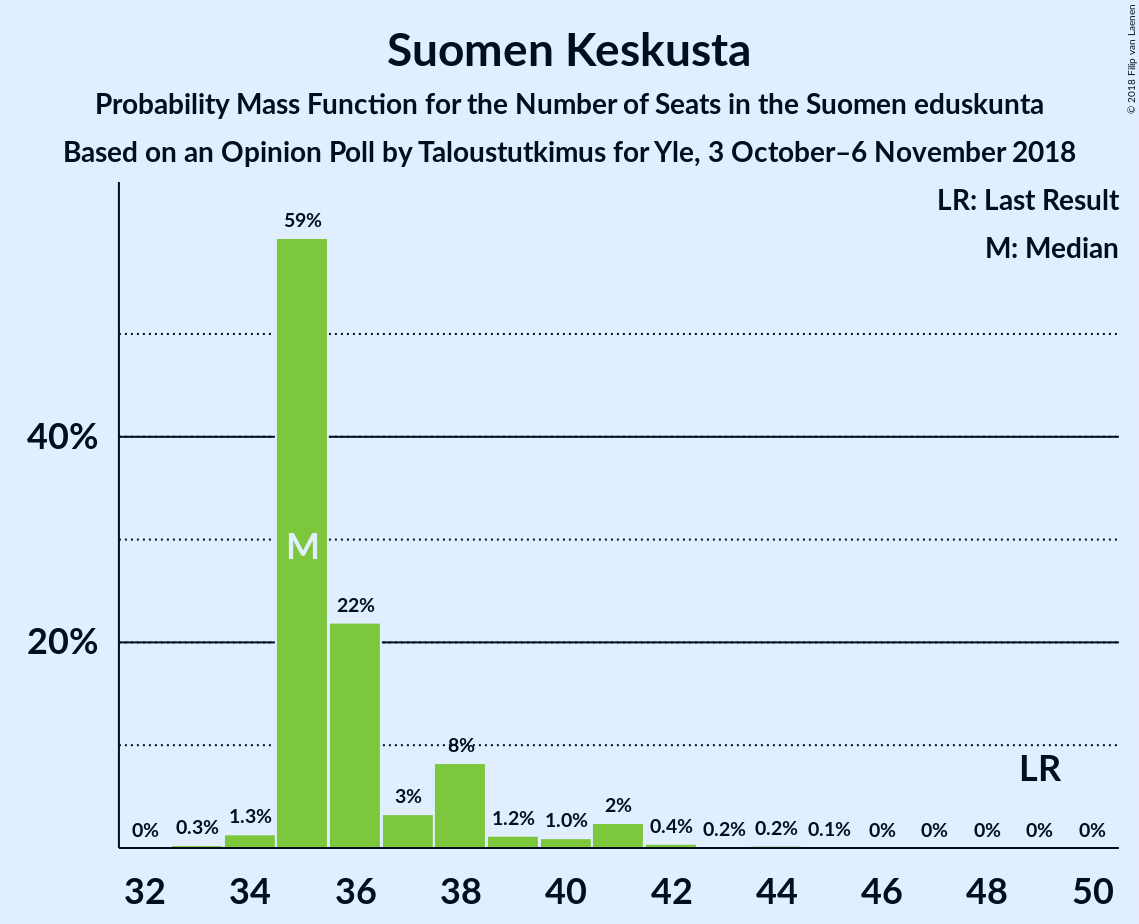 Suomen Keskusta
Probability Mass Function for the Number of Seats in the Suomen eduskunta
Based on an Opinion Poll by Taloustutkimus for Yle, 3 October–6 November 2018
© 2018 Filip van Laenen
LR: Last Result
M: Median
40%
20%
0%
0.3%
1.3%
59%
M
22%
3%
8%
1.2%
1.0%
2%
0.4%
0.2%
0.2%
0.1%
0%
0%
0%
LR
0%
0%
32 34 36 38 40 42 44 46 48 50